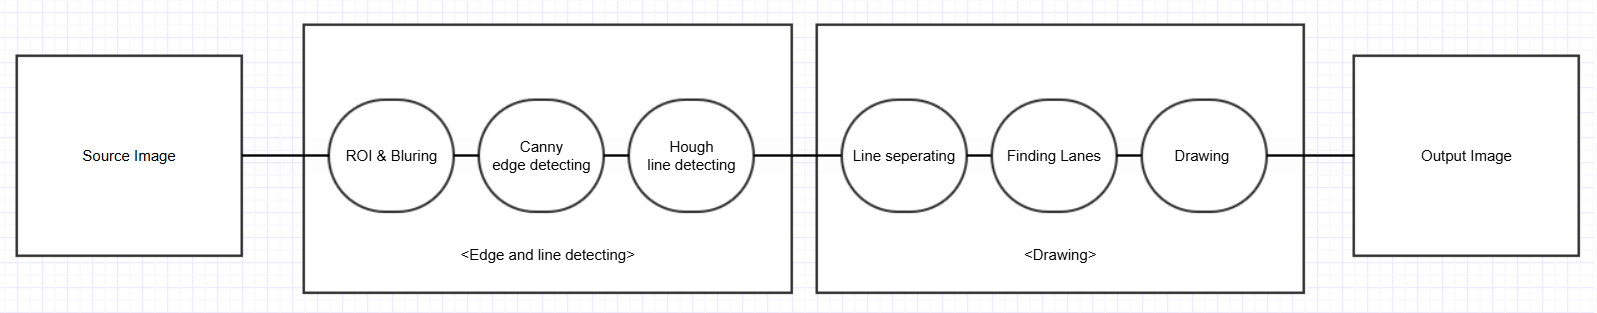 Source Image
ROI & Bluring
Canny
edge detecting
Hough
line detecting
<Edge and line detecting>
Line seperating
Finding Lanes
Drawing
<Drawing>
Output Image